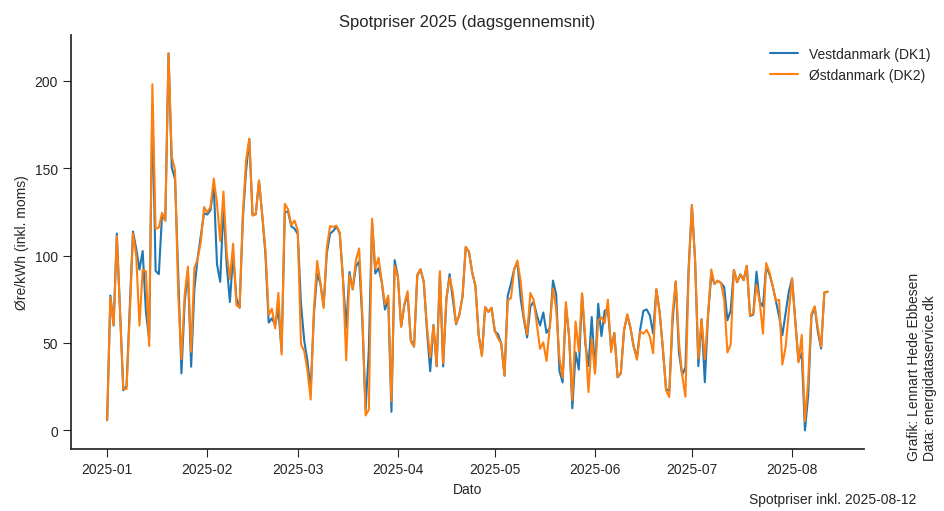 Spotpriser 2025 (dagsgennemsnit)
Vestdanmark (DK1)
Østdanmark (DK2)
Øre/kWh (inkl. moms)
200
150
100
50
0
2025-01 2025-02 2025-03 2025-04 2025-05 2025-06 2025-07 2025-08
Dato
Grafik: Lennart Hede Ebbesen
Data: energidataservice.dk
Spotpriser inkl. 2025-08-12